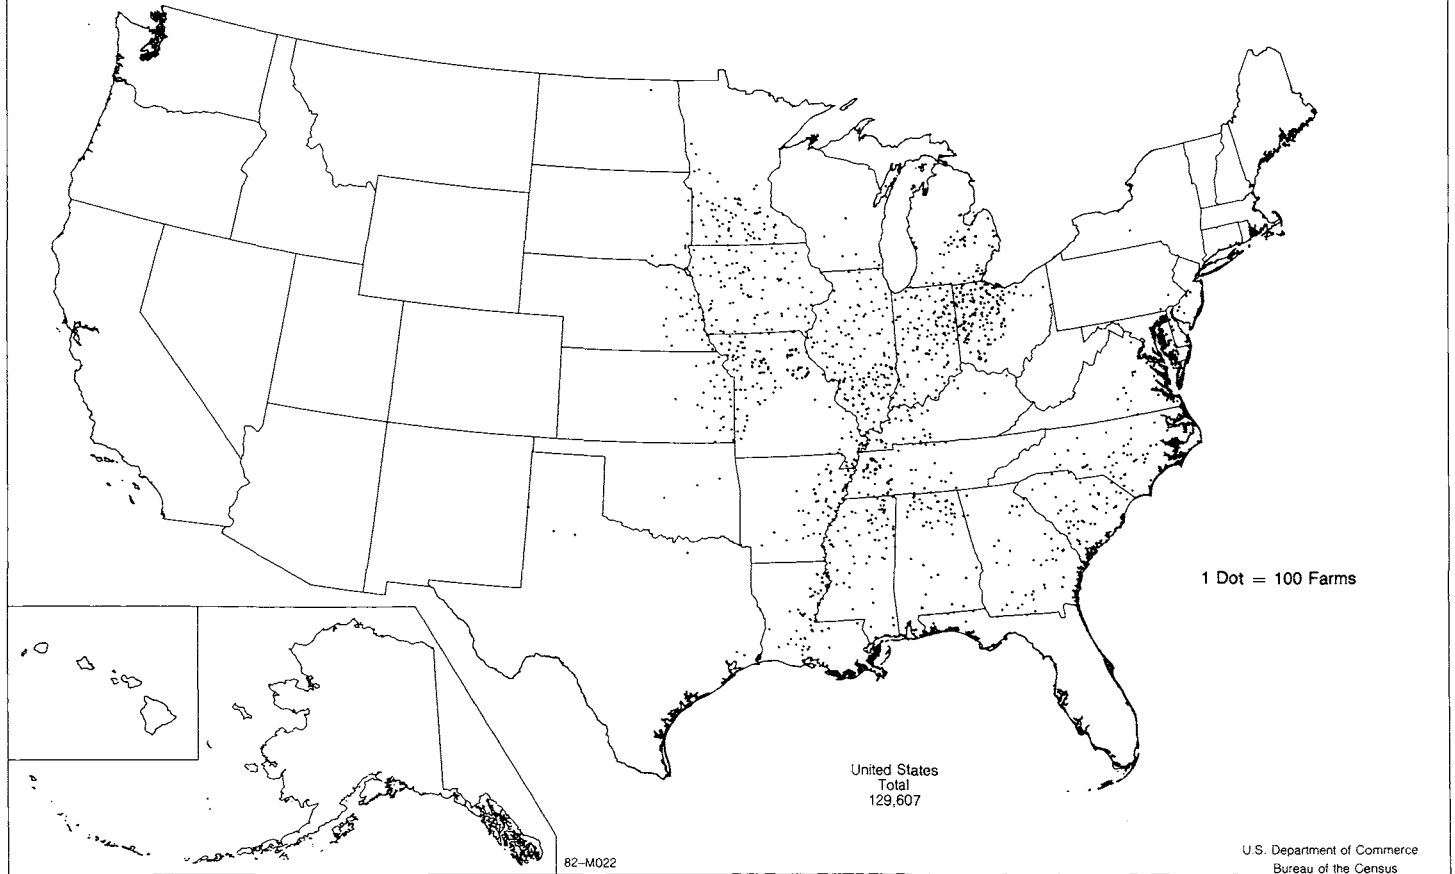 1 Dot = 100 Farms
United States
Total
129,607
82-M022
U.S. Department of Commerce
Bureau of the Census